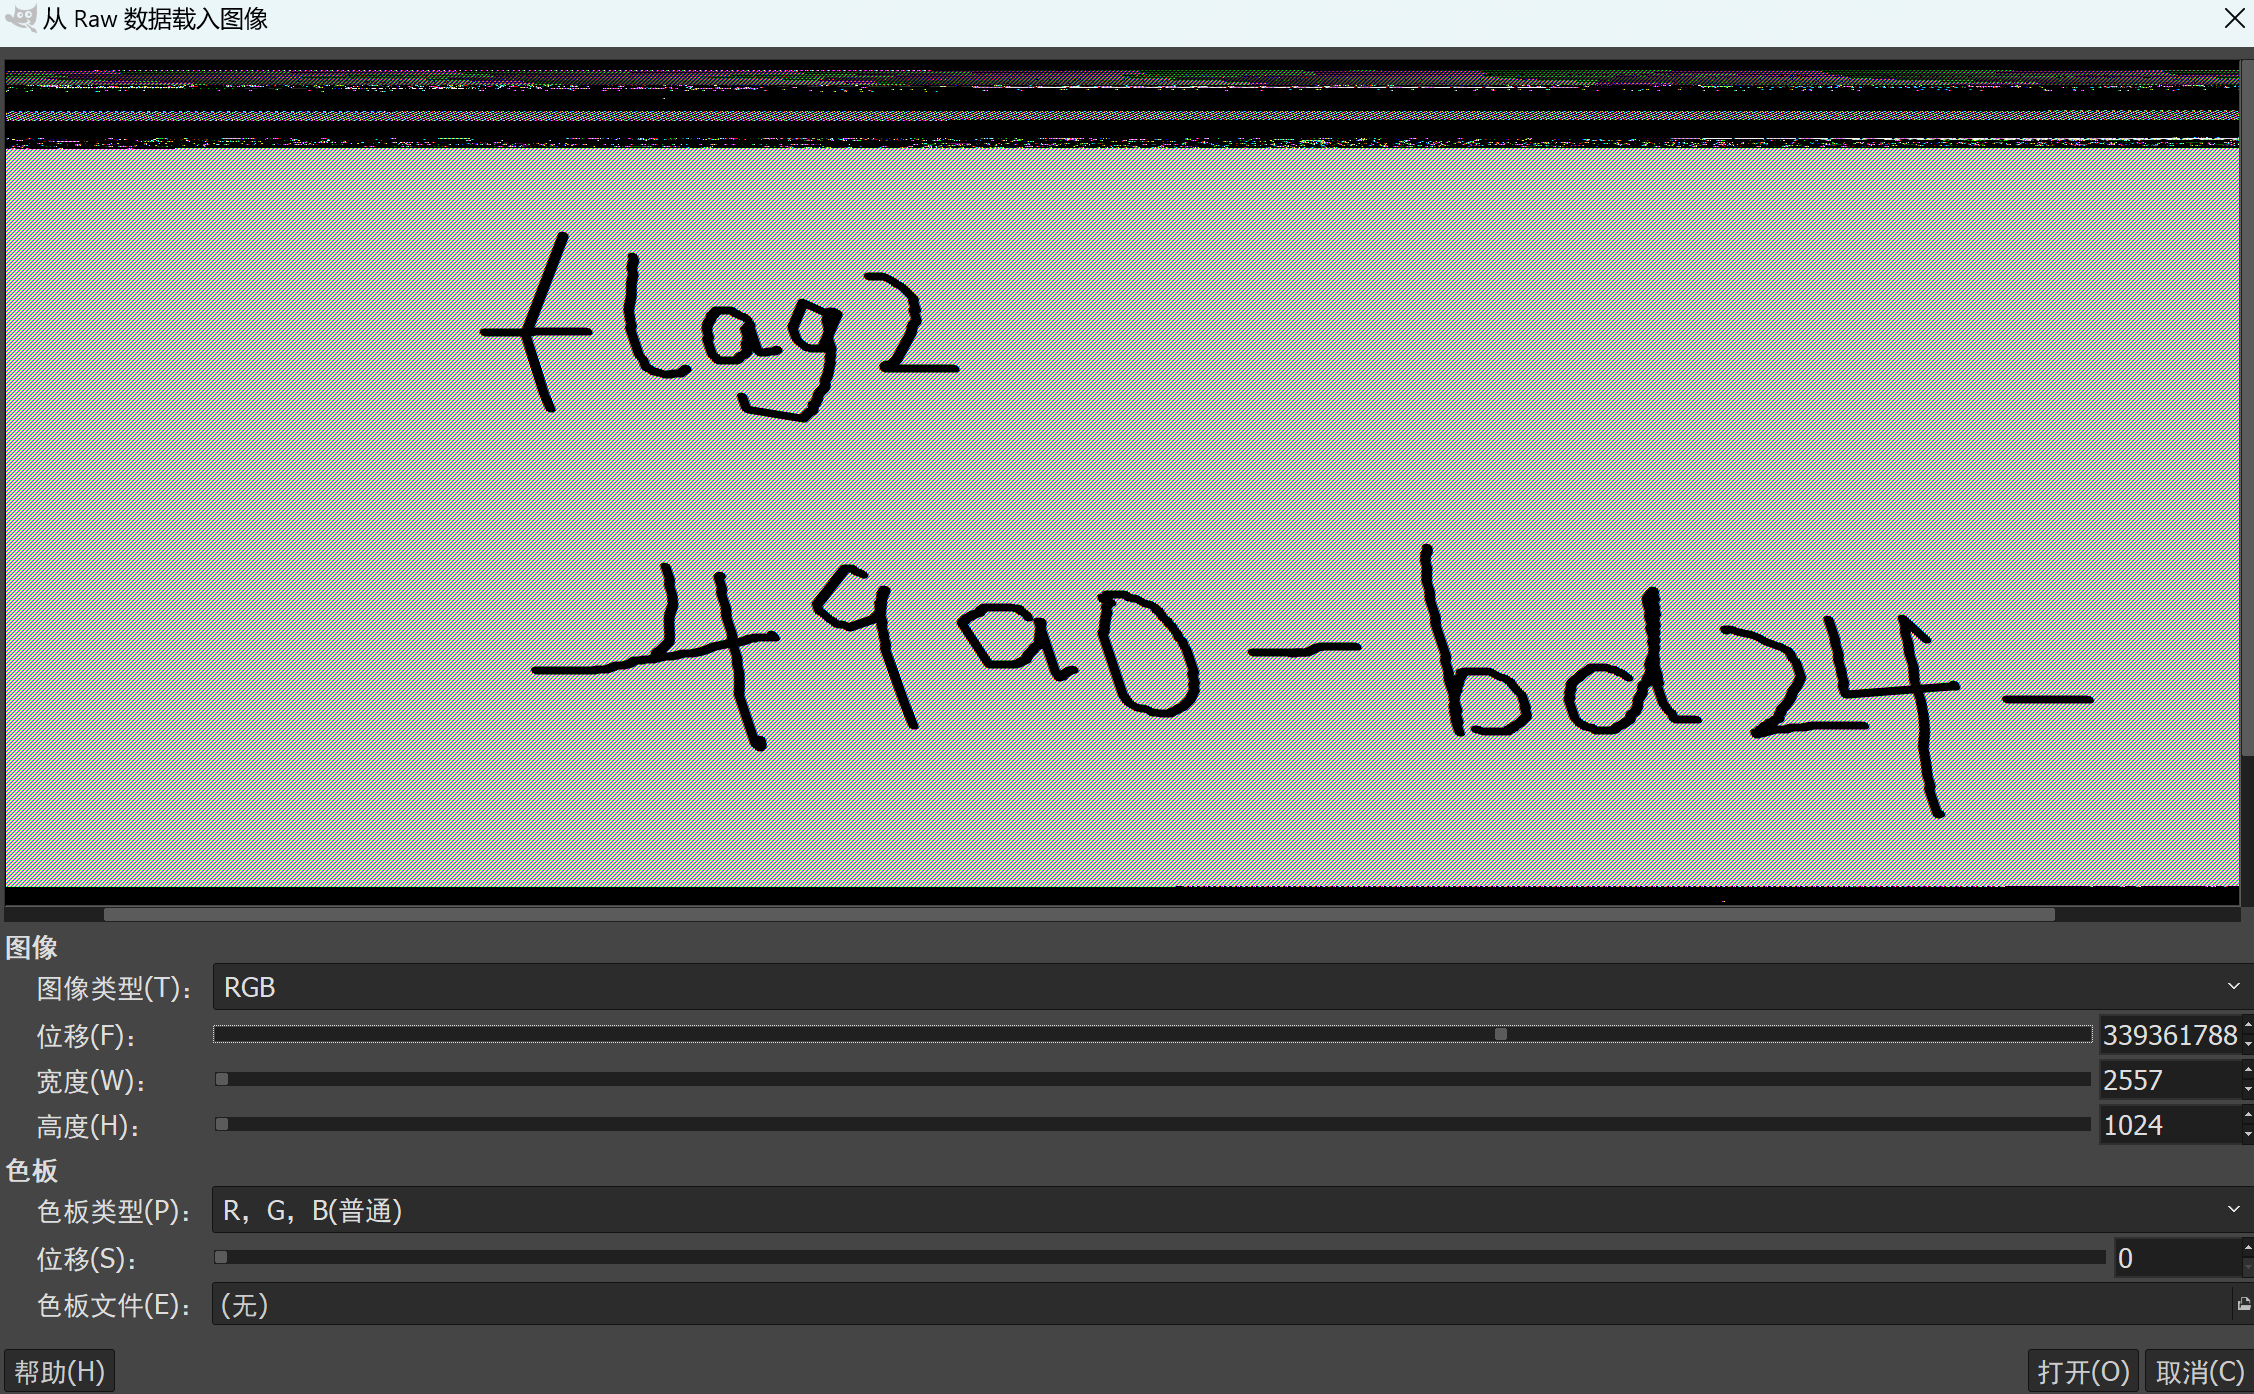 从 Raw 数据载入图像
flag2
-49a0-bd24-
图像
图像类型(T)： RGB
位移(F)： 339361788
宽度(W)： 2557
高度(H)： 1024
色板
色板类型(P)： R，G，B(普通)
位移(S)： 0
色板文件(E)： (无)
帮助(H) 打开(O) 取消(C)